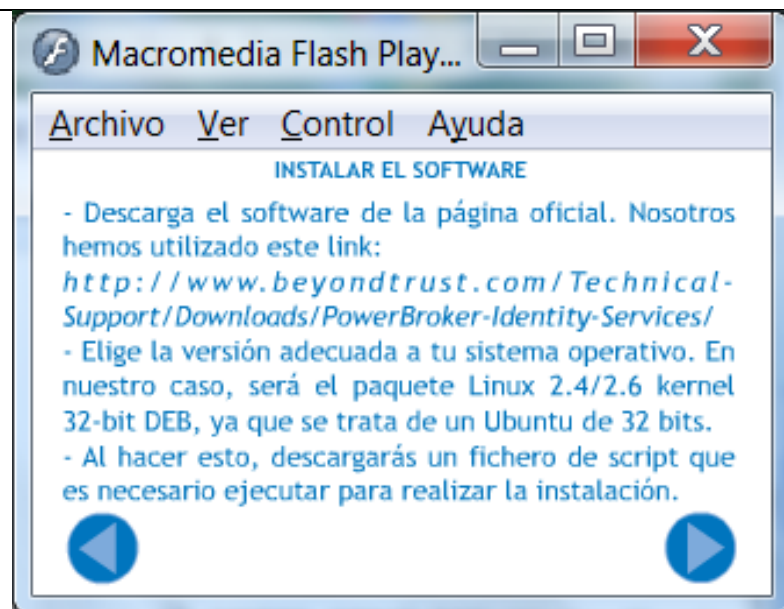 Macromedia Flash Play...
Archivo Ver Control Ayuda
INSTALAR EL SOFTWARE
- Descarga el software de la página oficial. Nosotros
hemos utilizado este link:
http://www.beyondtrust.com/Technical-
Support/Downloads/PowerBroker-Identity-Services/
- Elige la versión adecuada a tu sistema operativo. En
nuestro caso, será el paquete Linux 2.4/2.6 kernel
32-bit DEB, ya que se trata de un Ubuntu de 32 bits.
- Al hacer esto, descargarás un fichero de script que
es necesario ejecutar para realizar la instalación.